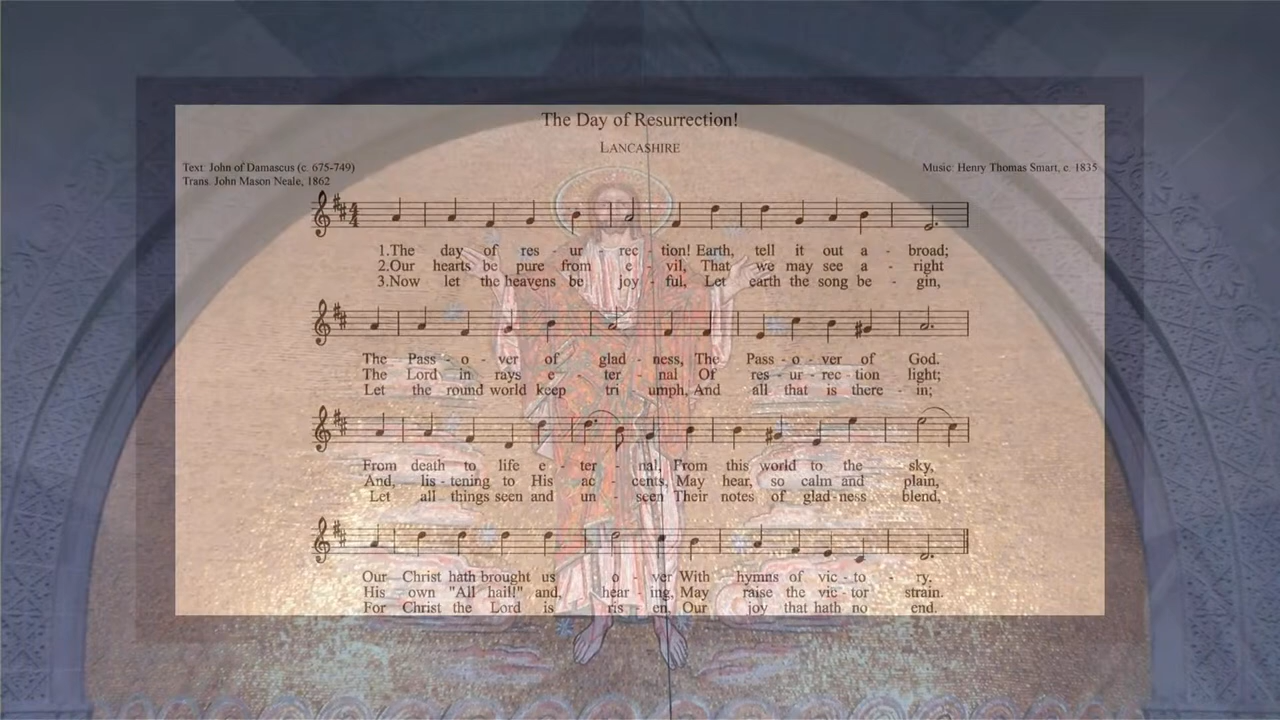 The Day of Resurrection!
LANCASHIRE
Text: John of Damascus (c. 675-749)
Music: Henry Thomas Smart, c. 1835
Trans. John Mason Neale, 1862
4
4
1.The day of res - ur - rec - tion! Earth, tell it out a - broad;
2.Our hearts be pure from e - vil, That we may see a - right
3.Now let the heavens be joy - ful, Let earth the song be - gin,
The Pass - o - ver of glad - ness, The Pass - o - ver of God.
The Lord in rays e - ter - nal Of res - ur - rec - tion light;
Let the round world keep tri - umph, And all that is there - in;
From death to life e - ter - nal, From this world to the sky,
And, lis - tening to His ac - cents, May hear, so calm and plain,
Let all things seen and un - seen Their notes of glad - ness blend,
Our Christ hath brought us o - ver With hymns of vic - to - ry.
His own "All hail!" and, hear - ing, May raise the vic - tor strain.
For Christ the Lord is ris - en, Our joy that hath no end.